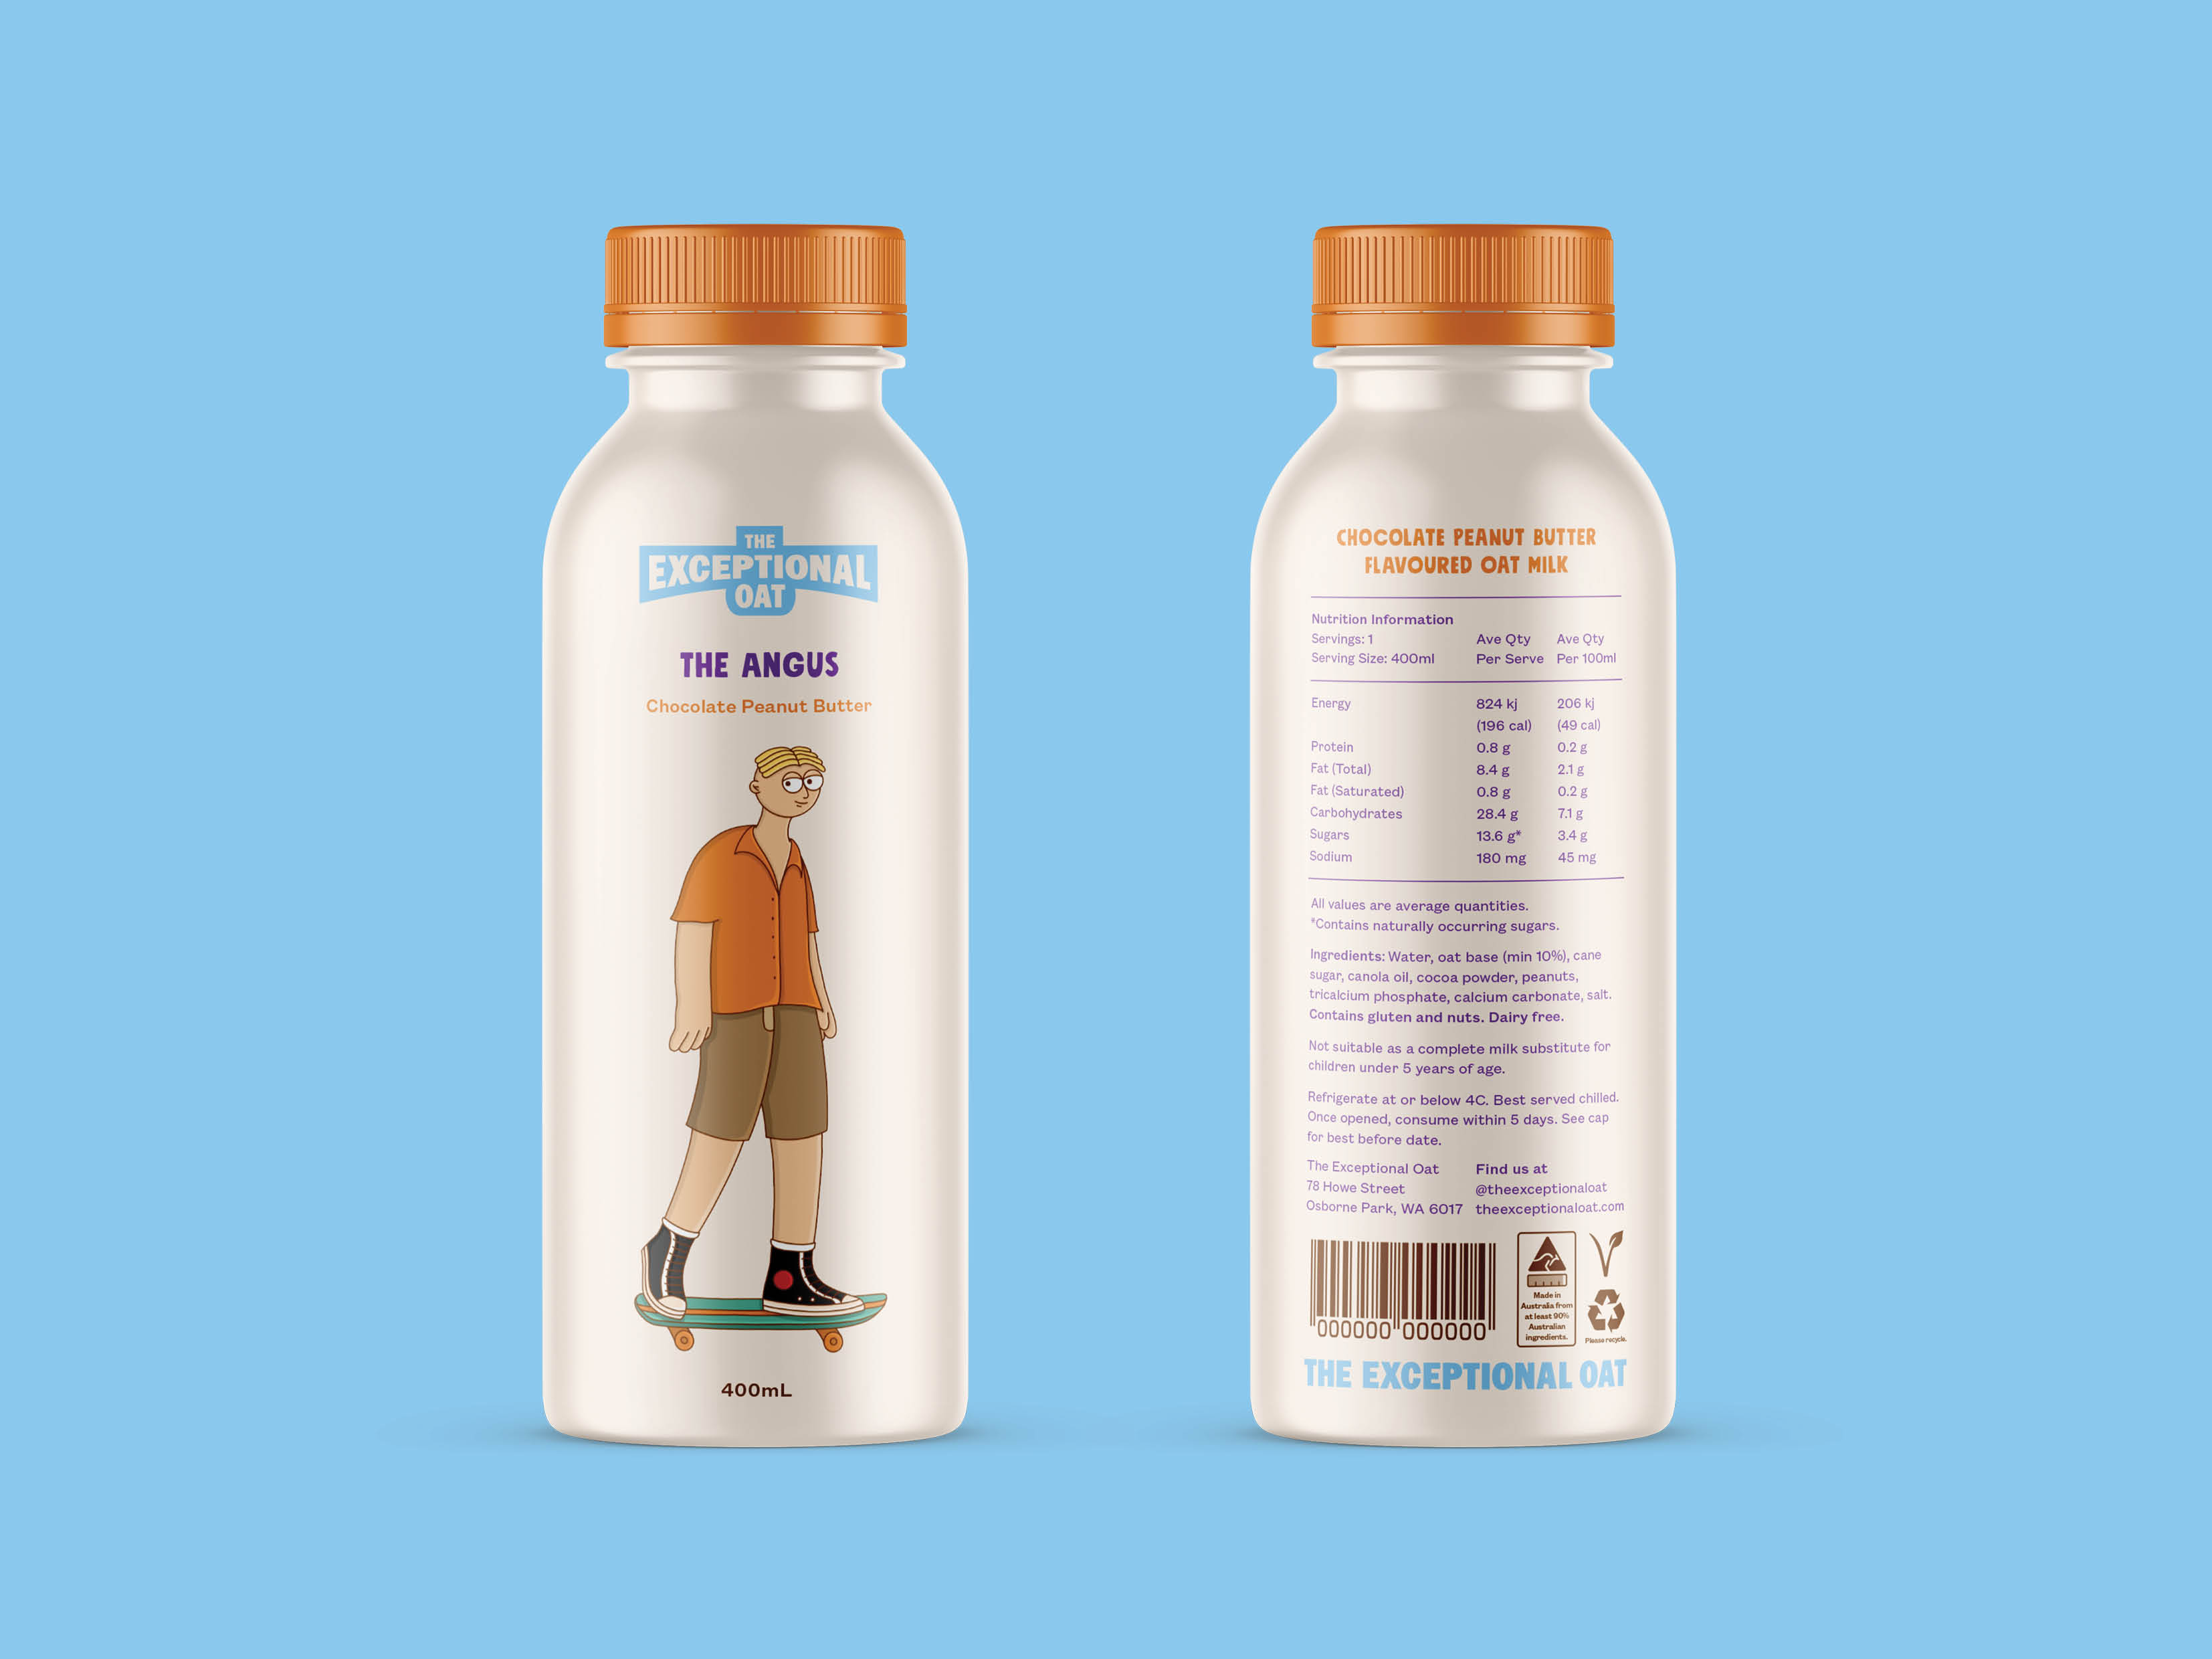 THE
EXCEPTIONAL
OAT
THE ANGUS
Chocolate Peanut Butter
400mL
CHOCOLATE PEANUT BUTTER
FLAVOURED OAT MILK
Nutrition Information
Servings: 1 Ave Qty Ave Qty
Serving Size: 400ml Per Serve Per 100ml
Energy 824 kj 206 kj
(196 cal) (49 cal)
Protein 0.8 g 0.2 g
Fat (Total) 8.4 g 2.1 g
Fat (Saturated) 0.8 g 0.2 g
Carbohydrates 28.4 g 7.1 g
Sugars 13.6 g* 3.4 g
Sodium 180 mg 45 mg
All values are average quantities.
*Contains naturally occurring sugars.
Ingredients: Water, oat base (min 10%), cane
sugar, canola oil, cocoa powder, peanuts,
tricalcium phosphate, calcium carbonate, salt.
Contains gluten and nuts. Dairy free.
Not suitable as a complete milk substitute for
children under 5 years of age.
Refrigerate at or below 4C. Best served chilled.
Once opened, consume within 5 days. See cap
for best before date.
The Exceptional Oat Find us at
78 Howe Street @theexceptionaloat
Osborne Park, WA 6017 theexceptionaloat.com
Made in
Australia from
at least 90%
Australian
ingredients.
Please recycle.
000000 000000
THE EXCEPTIONAL OAT